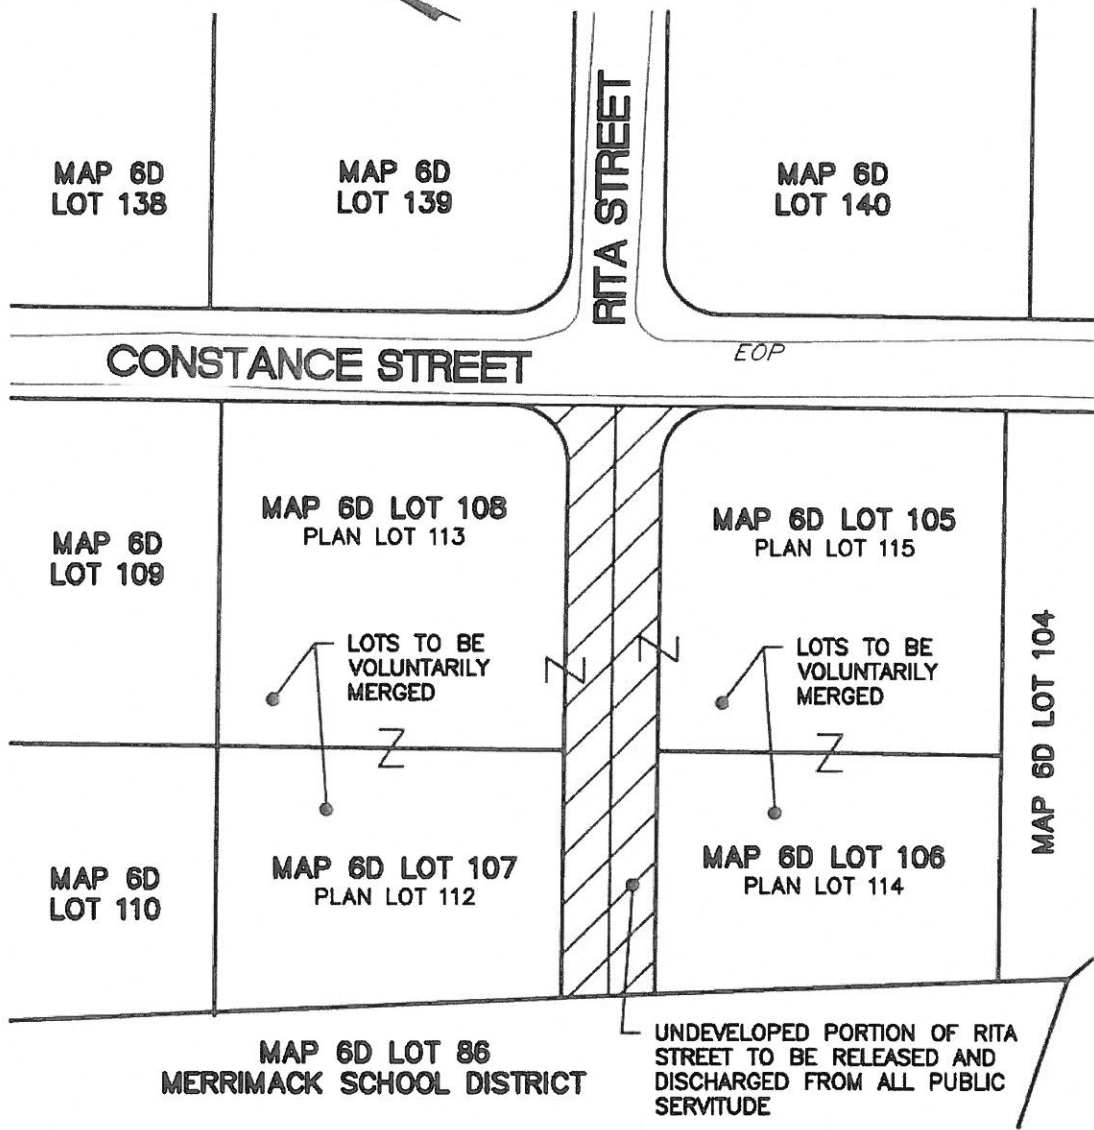 MAP 6D
LOT 138
MAP 6D
LOT 139
RITA STREET
MAP 6D
LOT 140
CONSTANCE STREET
EOP
MAP 6D
LOT 109
MAP 6D LOT 108
PLAN LOT 113
MAP 6D LOT 105
PLAN LOT 115
LOTS TO BE
VOLUNTARILY
MERGED
LOTS TO BE
VOLUNTARILY
MERGED
MAP 6D LOT 104
MAP 6D
LOT 110
MAP 6D LOT 107
PLAN LOT 112
MAP 6D LOT 106
PLAN LOT 114
MAP 6D LOT 86
MERRIMACK SCHOOL DISTRICT
UNDEVELOPED PORTION OF RITA
STREET TO BE RELEASED AND
DISCHARGED FROM ALL PUBLIC
SERVITUDE